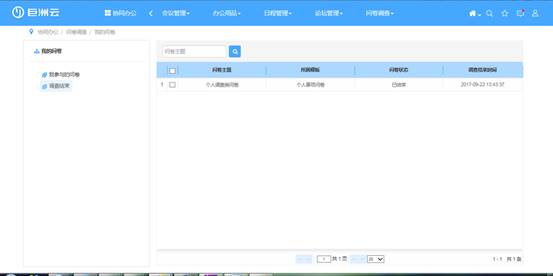 巨洲云 协同办公 会议管理 办公用品 日程管理 论坛管理 问卷调查
协同办公 / 问卷调查 / 我的问卷
我的问卷
我参与的问卷
调查结束
问卷主题
问卷主题 所属模板 问卷状态 调查结束时间
1 个人调查问卷 个人事项问卷 已结束 2017-09-22 10:43:37
1 共 1 页 20 1 - 1 共 1 条